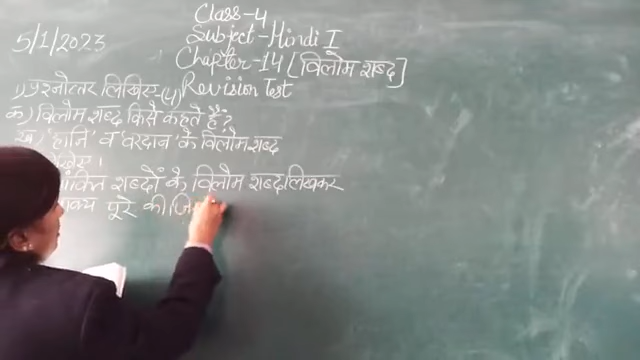 5/1/2023
Class-4
Subject-Hindi I
Chapter-14 [विलोम शब्द]
Revision Test
1) प्रश्नोत्तर लिखिए (4)
क) विलोम शब्द किसे कहते हैं?
ख) 'हानि' व 'वरदान' के विलोम शब्द
शब्दों के विलोम शब्द लिखकर
पूरे